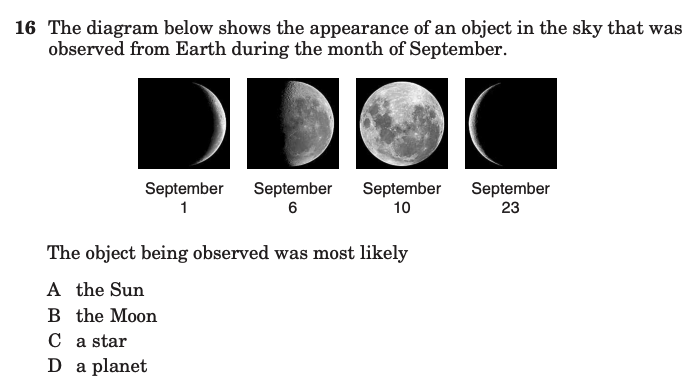 16 The diagram below shows the appearance of an object in the sky that was
observed from Earth during the month of September.
September
1
September
6
September
10
September
23
The object being observed was most likely
A the Sun
B the Moon
C a star
D a planet